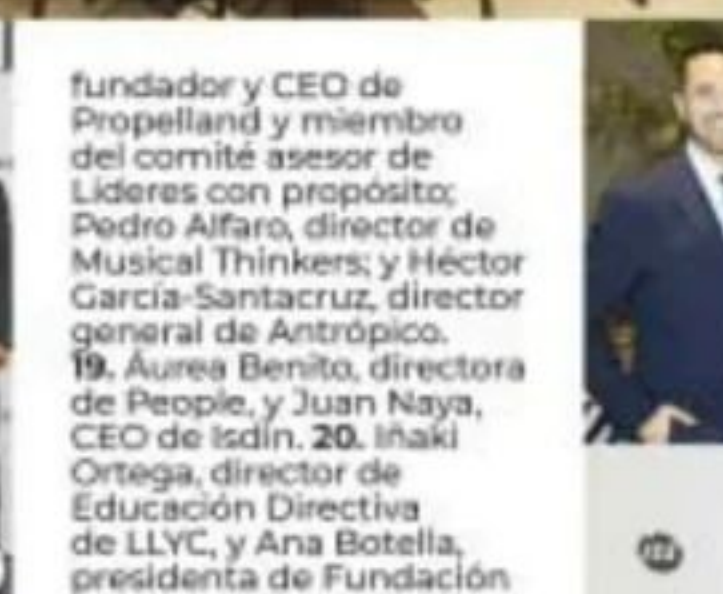 fundador y CEO de
Propelland y miembro
del comité asesor de
Líderes con propósito;
Pedro Alfaro, director de
Musical Thinkers; y Héctor
García-Santacruz, director
general de Antrópico.
19. Áurea Benito, directora
de People, y Juan Naya,
CEO de Isdin. 20. Iñaki
Ortega, director de
Educación Directiva
de LLYC, y Ana Botella,
presidenta de Fundación